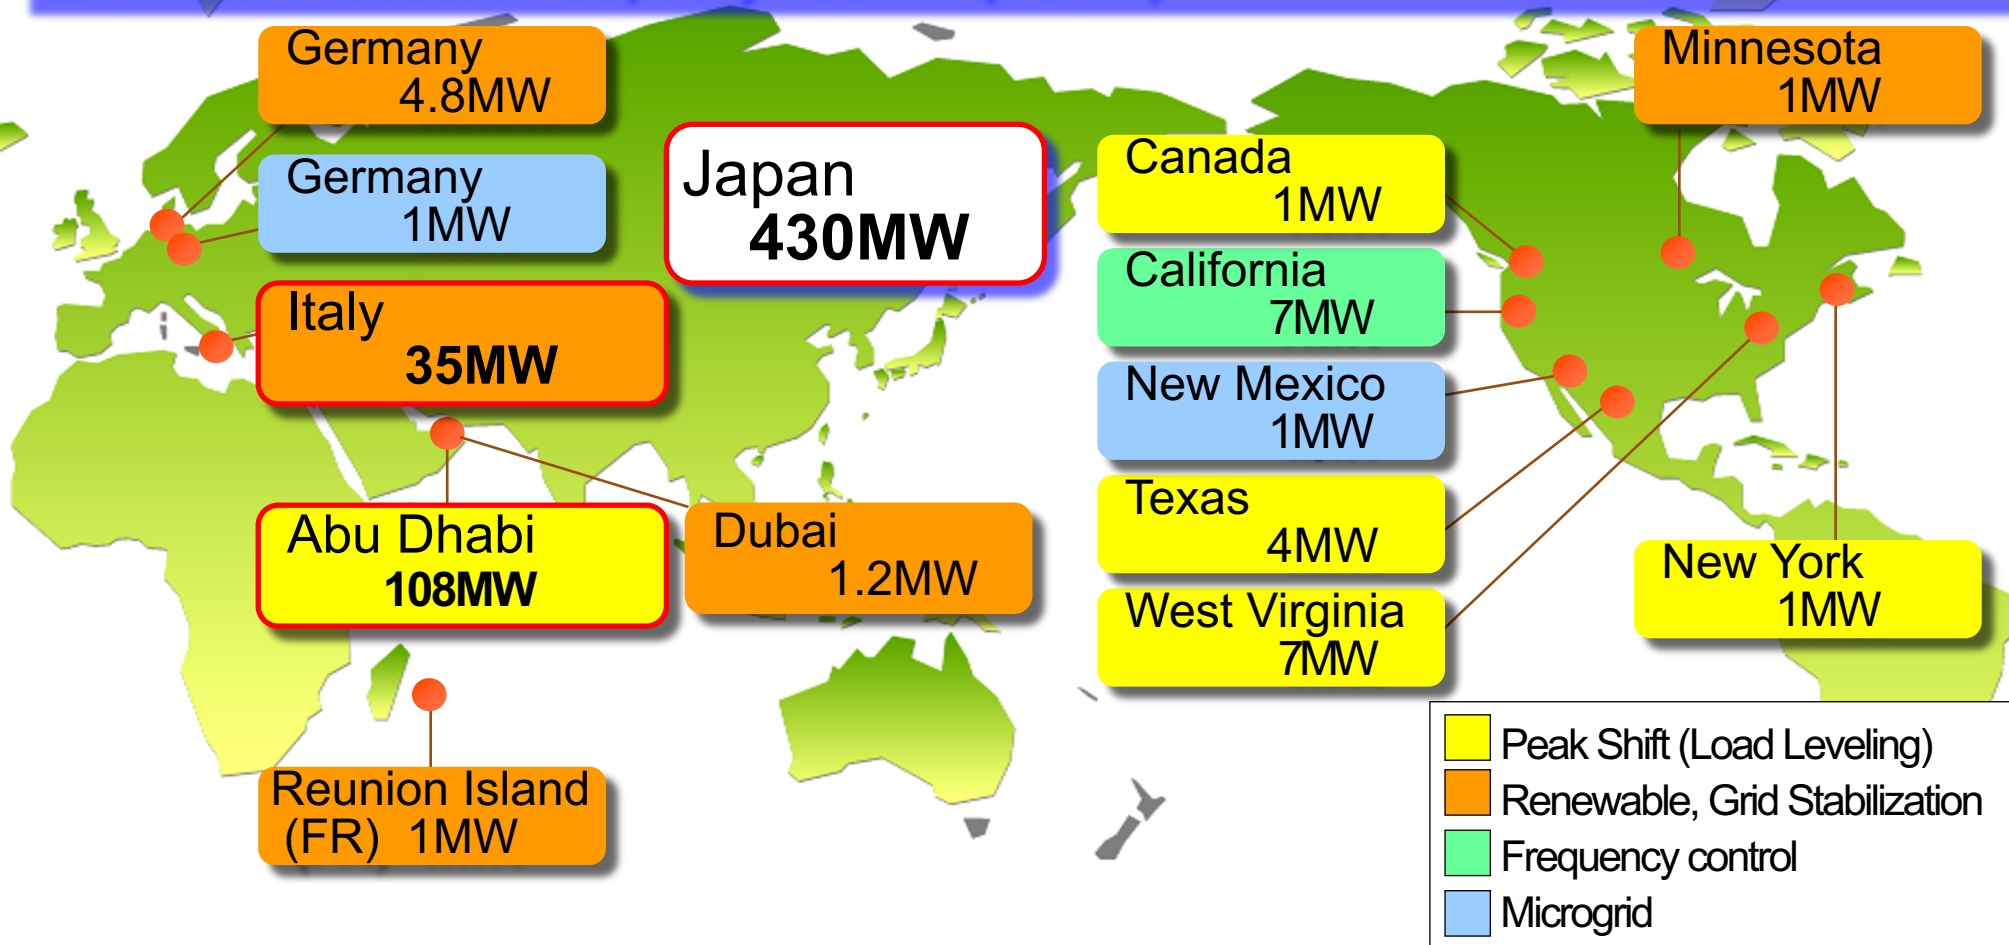 Germany
4.8MW
Germany
1MW
Italy
35MW
Abu Dhabi
108MW
Dubai
1.2MW
Reunion Island
(FR) 1MW
Japan
430MW
Canada
1MW
California
7MW
New Mexico
1MW
Texas
4MW
West Virginia
7MW
Minnesota
1MW
New York
1MW
Peak Shift (Load Leveling)
Renewable, Grid Stabilization
Frequency control
Microgrid